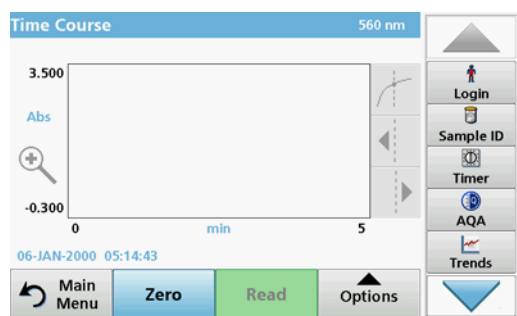 Time Course 560 nm
3.500
Abs
-0.300
0 min 5
06-JAN-2000 05:14:43
Main Menu
Zero
Read
Options
Login
Sample ID
Timer
AQA
Trends